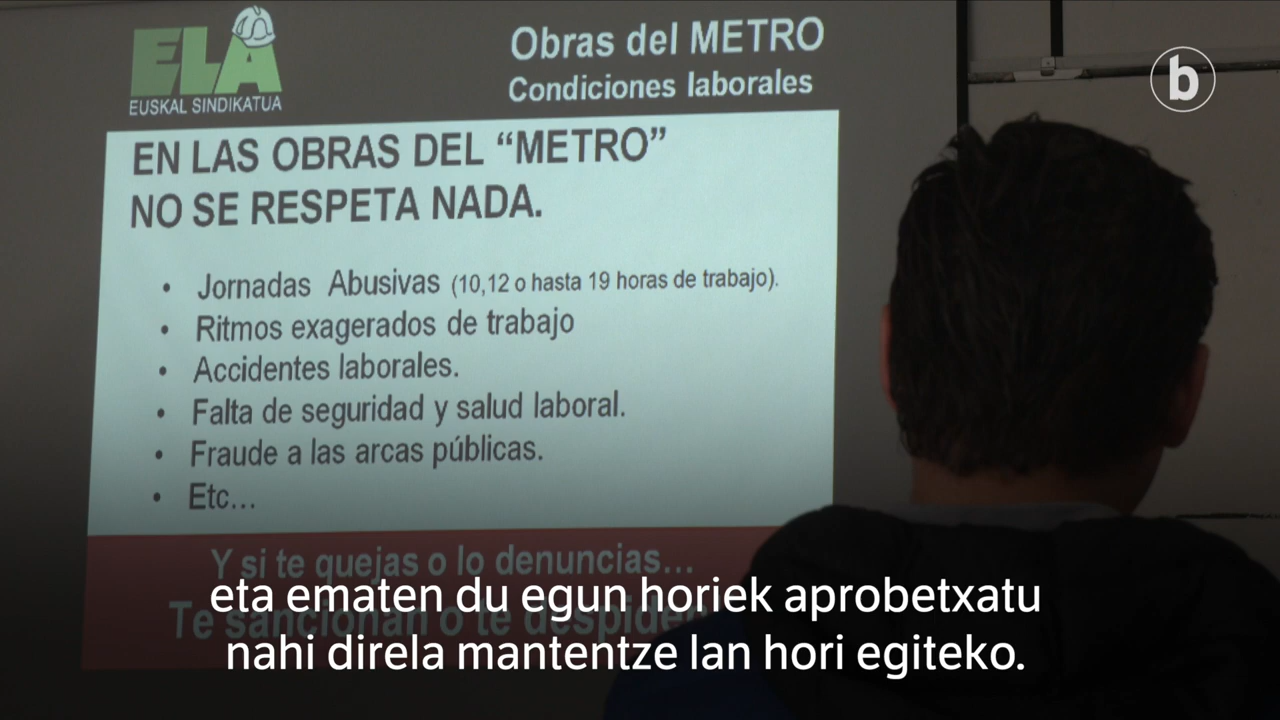 ELA
EUSKAL SINDIKATUA
Obras del METRO
Condiciones laborales
b
EN LAS OBRAS DEL “METRO”
NO SE RESPETA NADA.
• Jornadas Abusivas (10,12 o hasta 19 horas de trabajo).
• Ritmos exagerados de trabajo
• Accidentes laborales.
• Falta de seguridad y salud laboral.
• Fraude a las arcas públicas.
• Etc...
Y si te quejas o lo denuncias...
Te sancionan o te despiden
eta ematen du egun horiek aprobetxatu
nahi direla mantentze lan hori egiteko.